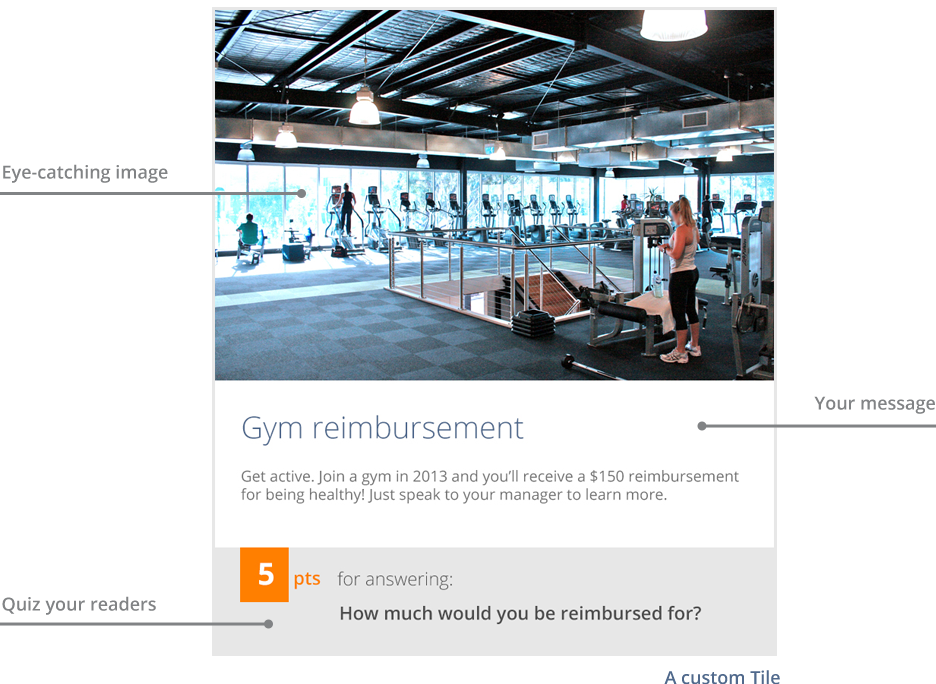 Eye-catching image
Your message
Gym reimbursement
Get active. Join a gym in 2013 and you’ll receive a $150 reimbursement
for being healthy! Just speak to your manager to learn more.
5 pts for answering:
Quiz your readers
How much would you be reimbursed for?
A custom Tile